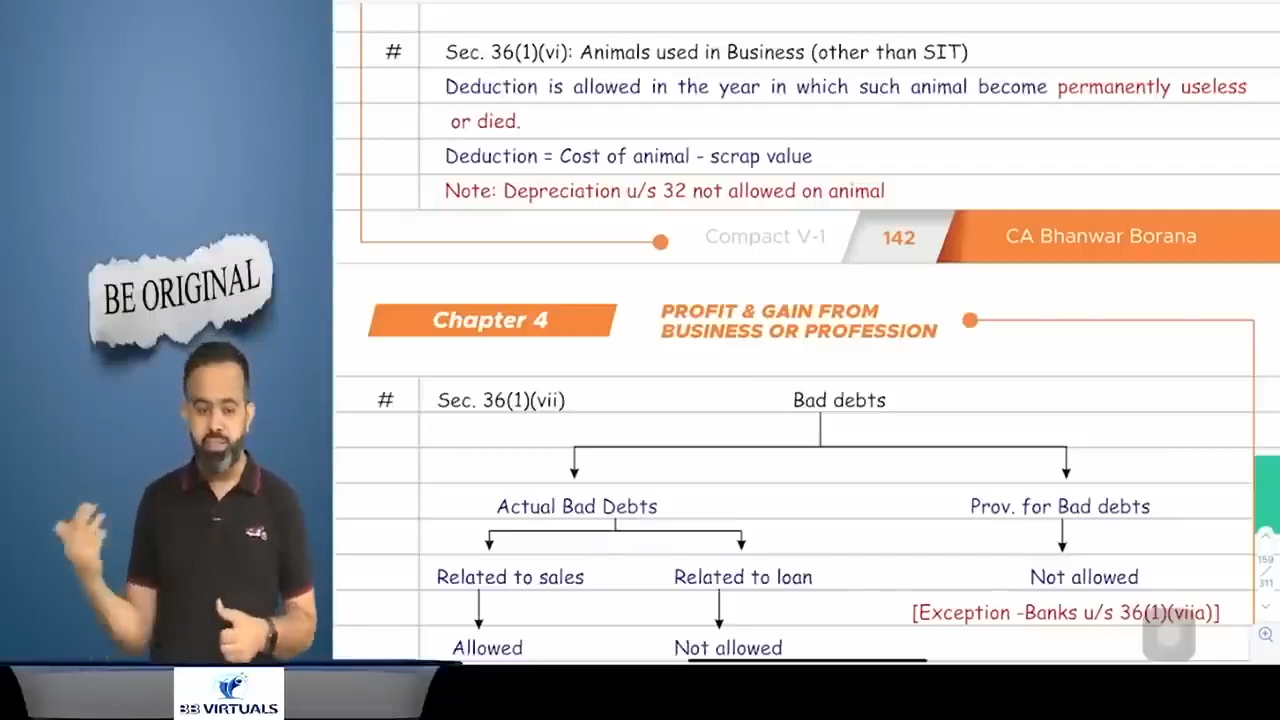 # Sec. 36(1)(vi): Animals used in Business (other than SIT)
Deduction is allowed in the year in which such animal become permanently useless
or died.
Deduction = Cost of animal - scrap value
Note: Depreciation u/s 32 not allowed on animal
Compact V-1 142 CA Bhanwar Borana
BE ORIGINAL
Chapter 4
PROFIT & GAIN FROM
BUSINESS OR PROFESSION
# Sec. 36(1)(vii) Bad debts
Actual Bad Debts Prov. for Bad debts
Related to sales Related to loan Not allowed
[Exception -Banks u/s 36(1)(viia)]
Allowed Not allowed
159
/
311
BB VIRTUALS